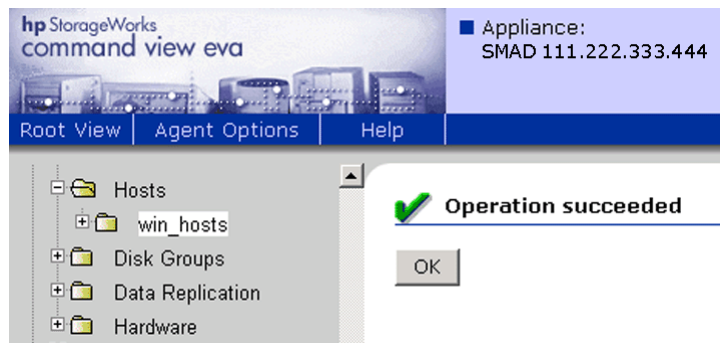 hp StorageWorks
command view eva
Appliance:
SMAD 111.222.333.444
Root View Agent Options Help
Hosts
win_hosts
Disk Groups
Data Replication
Hardware
Operation succeeded
OK